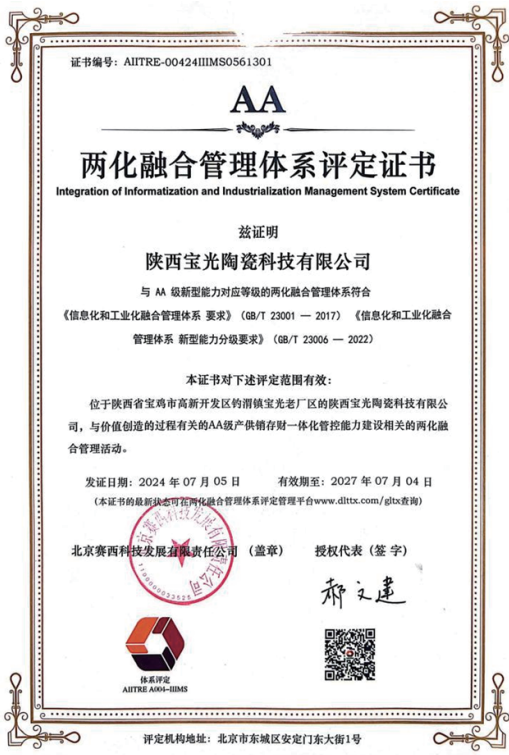 证书编号：AIITRE-00424IIIMS0561301
AA
两化融合管理体系评定证书
Integration of Informatization and Industrialization Management System Certificate
兹证明
陕西宝光陶瓷科技有限公司
与 AA 级新型能力对应等级的两化融合管理体系符合
《信息化和工业化融合管理体系 要求》（GB/T 23001 — 2017） 《信息化和工业化融合
管理体系 新型能力分级要求》（GB/T 23006 — 2022）
本证书对下述评定范围有效：
位于陕西省宝鸡市高新开发区钓渭镇宝光老厂区的陕西宝光陶瓷科技有限公
司，与价值创造的过程有关的AA级产供销存财一体化管控能力建设相关的两化融
合管理活动。
发证日期：2024 年 07 月 05 日 有效期至：2027 年 07 月 04 日
（本证书的最新状态可在两化融合管理体系评定管理平台www.dlttx.com/gltx查询）
北京赛西科技发展有限责任公司 （盖章） 授权代表（签 字）
北京赛西科技发展有限责任公司
1100000033525
郝文建
体系评定
AIITRE A004-IIIMS
评定机构地址：北京市东城区安定门东大街1号